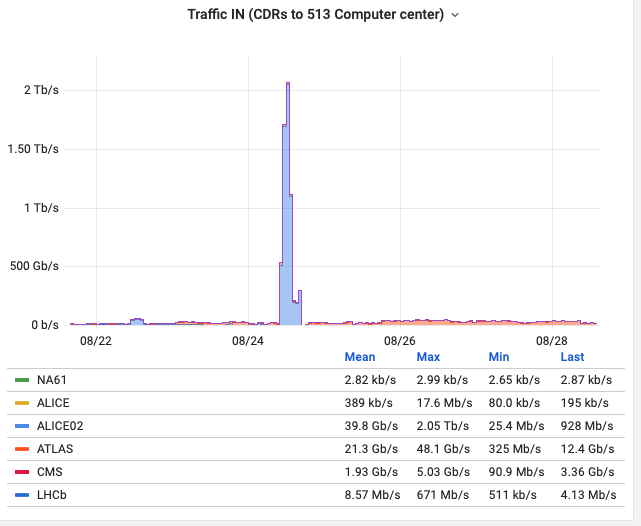 Traffic IN (CDRs to 513 Computer center)
2 Tb/s
1.50 Tb/s
1 Tb/s
500 Gb/s
0 b/s
08/22 08/24 08/26 08/28
Mean Max Min Last
NA61 2.82 kb/s 2.99 kb/s 2.65 kb/s 2.87 kb/s
ALICE 389 kb/s 17.6 Mb/s 80.0 kb/s 195 kb/s
ALICE02 39.8 Gb/s 2.05 Tb/s 25.4 Mb/s 928 Mb/s
ATLAS 21.3 Gb/s 48.1 Gb/s 325 Mb/s 12.4 Gb/s
CMS 1.93 Gb/s 5.03 Gb/s 90.9 Mb/s 3.36 Gb/s
LHCb 8.57 Mb/s 671 Mb/s 511 kb/s 4.13 Mb/s